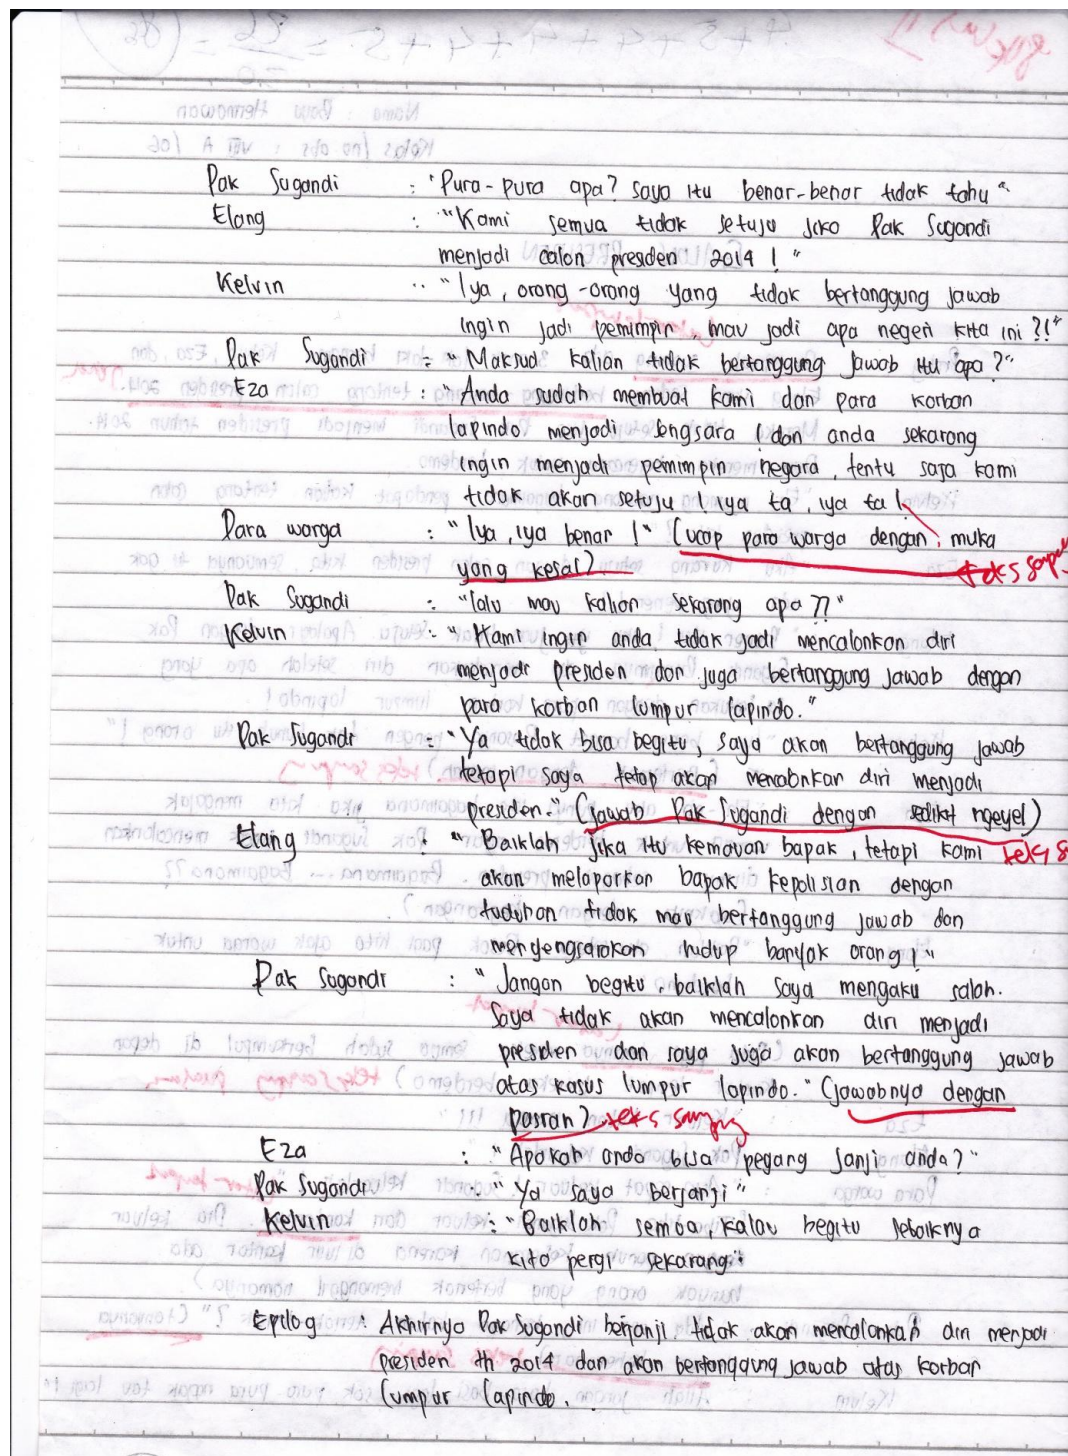 Pak Sugandi : "Pura-pura apa? Saya itu benar-benar tidak tahu"
Elang : "Kami semua tidak setuju jika Pak Sugandi
menjadi calon presiden 2014 ! "
Kelvin : "Iya, orang-orang yang tidak bertanggung jawab
ingin jadi pemimpin, mau jadi apa negeri kita ini ?!"
Pak Sugandi : "Maksud kalian tidak bertanggung jawab itu apa ?"
Eza : "Anda sudah membuat kami dan para korban
lapindo menjadi sengsara ! dan anda sekarang
ingin menjadi pemimpin negara, tentu saja kami
tidak akan setuju ! iya ta', iya ta !
Para warga : "Iya, iya benar !" (ucap para warga dengan muka
yang kesal)
teks samp
Pak Sugandi : "lalu mau kalian sekarang apa ??"
Kelvin : "Kami ingin anda tidak jadi mencalonkan diri
menjadi presiden dan juga bertanggung jawab dengan
para korban lumpur lapindo."
Pak Sugandi : "Ya tidak bisa begitu, saya akan bertanggung jawab
tetapi saya tetap akan mencalonkan diri menjadi
presiden." (jawab Pak Sugandi dengan sedikit ngeyel)
Elang : "Baiklah jika itu kemauan bapak, tetapi kami teks s
akan melaporkan bapak kepolisian dengan
tuduhan tidak mau bertanggung jawab dan
menyengsarakan hidup banyak orang ! "
Pak Sugandi : "Jangan begitu, baiklah saya mengaku salah.
Saya tidak akan mencalonkan diri menjadi
presiden dan saya juga akan bertanggung jawab
atas kasus lumpur lapindo." (jawabnya dengan
pasrah) teks samping
Eza : "Apakah anda bisa pegang janji anda ?"
Pak Sugandi : "Ya saya berjanji"
Kelvin : "Baiklah semua, kalau begitu sebaiknya
kita pergi sekarang"
Epilog : Akhirnya Pak Sugandi berjanji tidak akan mencalonkah diri menjadi
presiden th 2014 dan akan bertanggung jawab atas korban
Lumpur Lapindo.